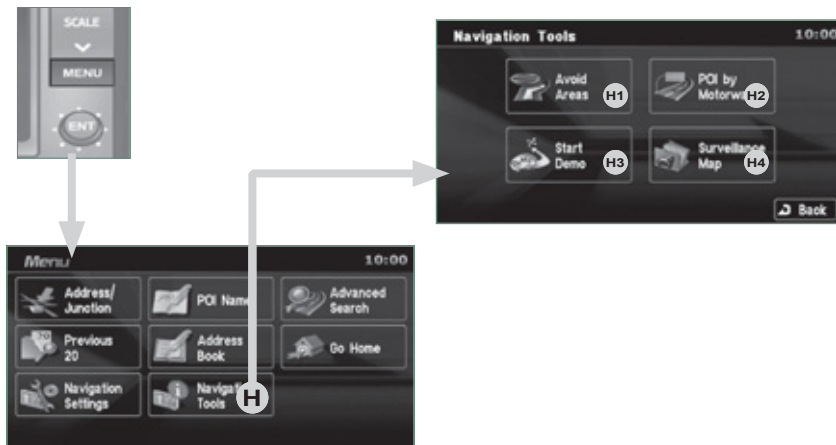 SCALE
MENU
ENT
Navigation Tools 10:00
Avoid
Areas H1
POI by
H2
Start
Demo H3
Surveillance
Map H4
Back
Menu 10:00
Address/
Junction
POI Name
Advanced
Search
Previous
20
Address
Book
Go Home
Navigation
Settings
Tools H